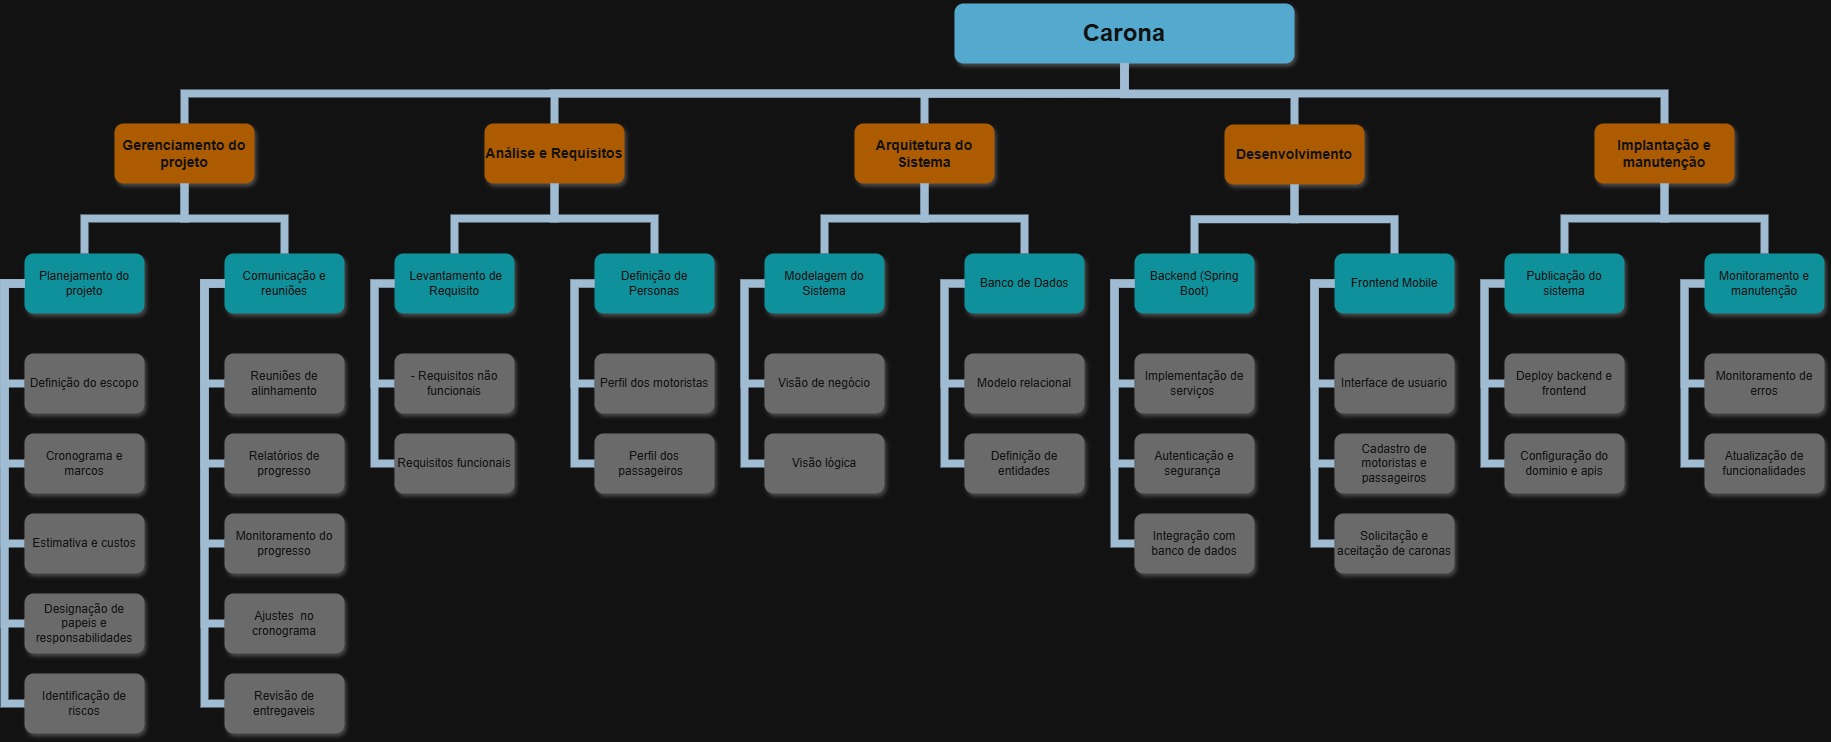 Carona
Gerenciamento do
projeto
Análise e Requisitos
Arquitetura do
Sistema
Desenvolvimento
Implantação e
manutenção
Planejamento do
projeto
Comunicação e
reuniões
Levantamento de
Requisito
Definição de
Personas
Modelagem do
Sistema
Banco de Dados
Backend (Spring
Boot)
Frontend Mobile
Publicação do
sistema
Monitoramento e
manutenção
Definição do escopo
Reuniões de
alinhamento
- Requisitos não
funcionais
Perfil dos motoristas
Visão de negócio
Modelo relacional
Implementação de
serviços
Interface de usuario
Deploy backend e
frontend
Monitoramento de
erros
Cronograma e
marcos
Relatórios de
progresso
Requisitos funcionais
Perfil dos
passageiros
Visão lógica
Definição de
entidades
Autenticação e
segurança
Cadastro de
motoristas e
passageiros
Configuração do
dominio e apis
Atualização de
funcionalidades
Estimativa e custos
Monitoramento do
progresso
Integração com
banco de dados
Solicitação e
aceitação de caronas
Designação de
papeis e
responsabilidades
Ajustes  no
cronograma
Identificação de
riscos
Revisão de
entregaveis